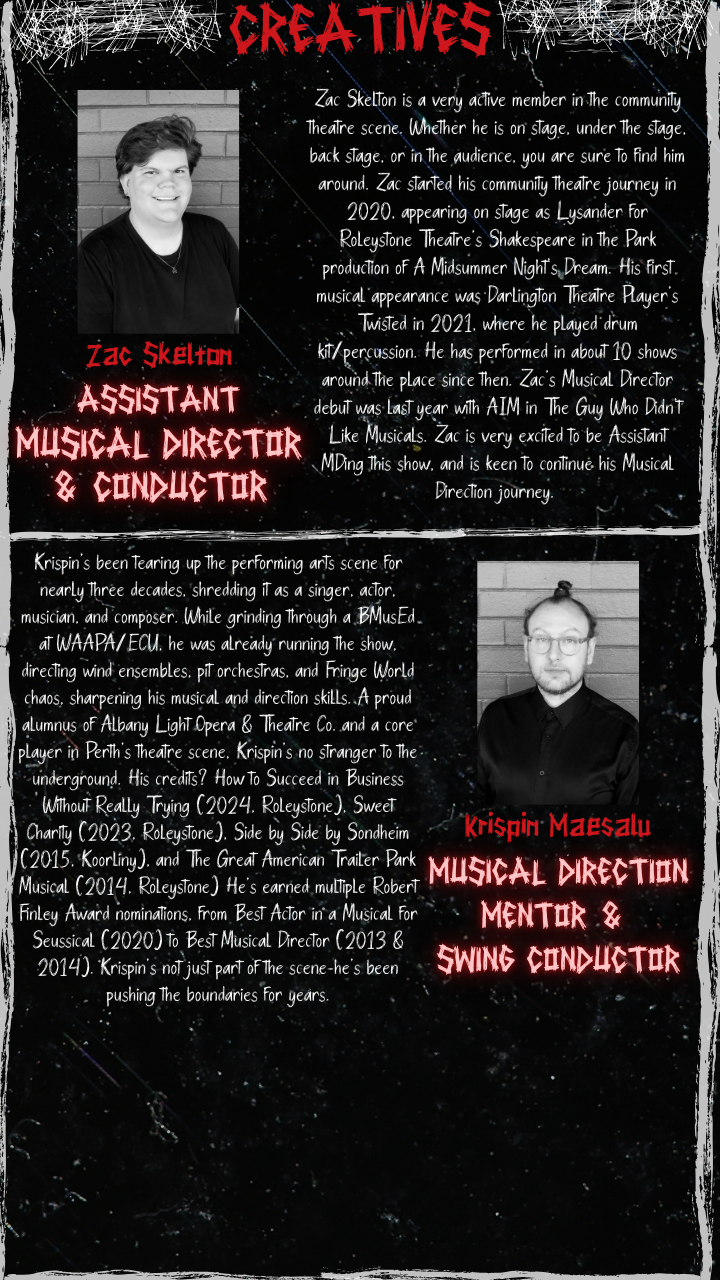 CREATIVES
Zac Skelton is a very active member in the community
theatre scene. Whether he is on stage, under the stage,
back stage, or in the audience, you are sure to find him
around. Zac started his community theatre journey in
2020, appearing on stage as Lysander for
Roleystone Theatre's Shakespeare in the Park
production of A Midsummer Night's Dream. His first
musical appearance was Darlington Theatre Player's
Twisted in 2021, where he played drum
kit/percussion. He has performed in about 10 shows
around the place since then. Zac's Musical Director
debut was last year with AIM in The Guy Who Didn't
Like Musicals. Zac is very excited to be Assistant
MDing this show, and is keen to continue his Musical
Direction journey.
Zac Skelton
ASSISTANT
MUSICAL DIRECTOR
& CONDUCTOR
Krispin's been tearing up the performing arts scene for
nearly three decades, shredding it as a singer, actor,
musician, and composer. While grinding through a BMusEd
at WAAPA/ECU, he was already running the show,
directing wind ensembles, pit orchestras, and Fringe World
chaos, sharpening his musical and direction skills. A proud
alumnus of Albany Light Opera & Theatre Co. and a core
player in Perth's theatre scene, Krispin's no stranger to the
underground. His credits? How to Succeed in Business
Without Really Trying (2024, Roleystone), Sweet
Charity (2023, Roleystone), Side by Side by Sondheim
(2015, Koorliny), and The Great American Trailer Park
Musical (2014, Roleystone) He's earned multiple Robert
Finley Award nominations, from Best Actor in a Musical for
Seussical (2020) to Best Musical Director (2013 &
2014). Krispin's not just part of the scene-he's been
pushing the boundaries for years.
Krispin Maesalu
MUSICAL DIRECTION
MENTOR &
SWING CONDUCTOR